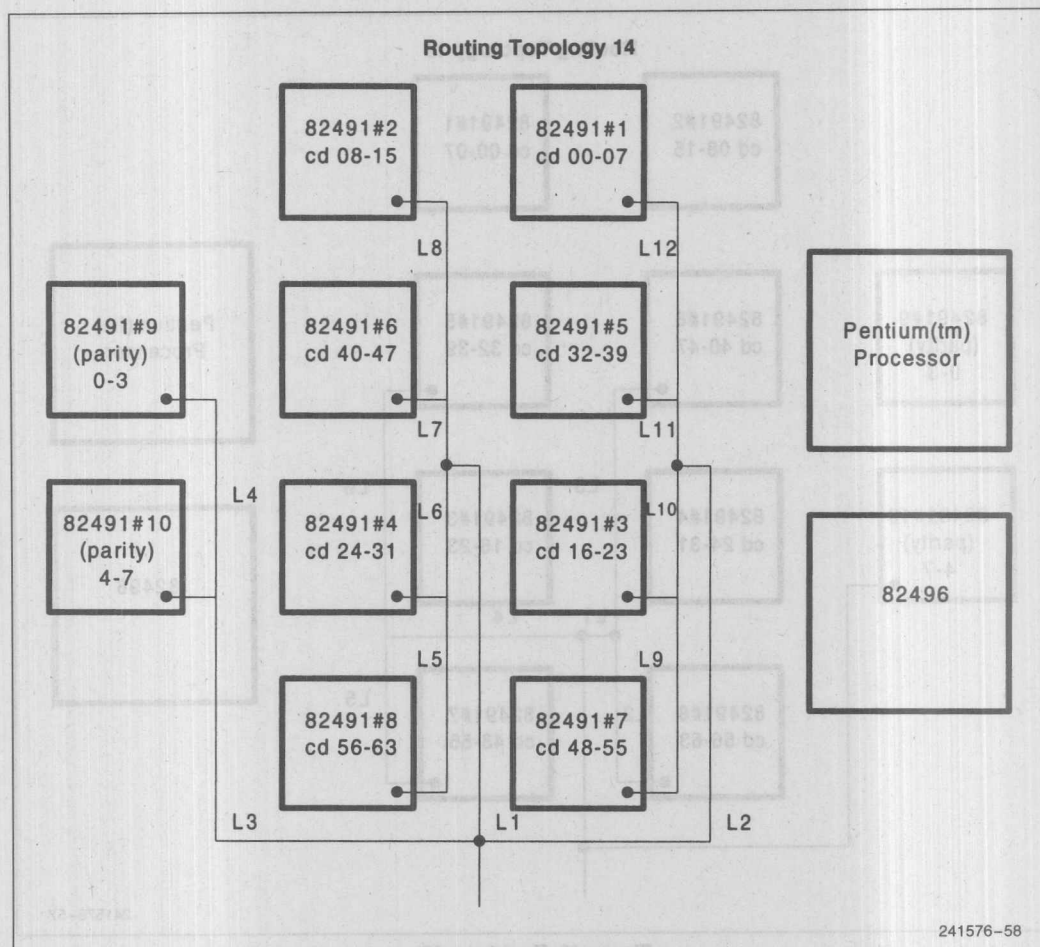 Routing Topology 14
82491#2
cd 08-15
82491#1
cd 00-07
L8
L12
82491#9
(parity)
0-3
82491#6
cd 40-47
82491#5
cd 32-39
Pentium(tm)
Processor
L7
L11
L4
82491#10
(parity)
4-7
82491#4
cd 24-31
L6
82491#3
cd 16-23
L10
82496
L5
L9
82491#8
cd 56-63
82491#7
cd 48-55
L3
L1
L2
241576-58